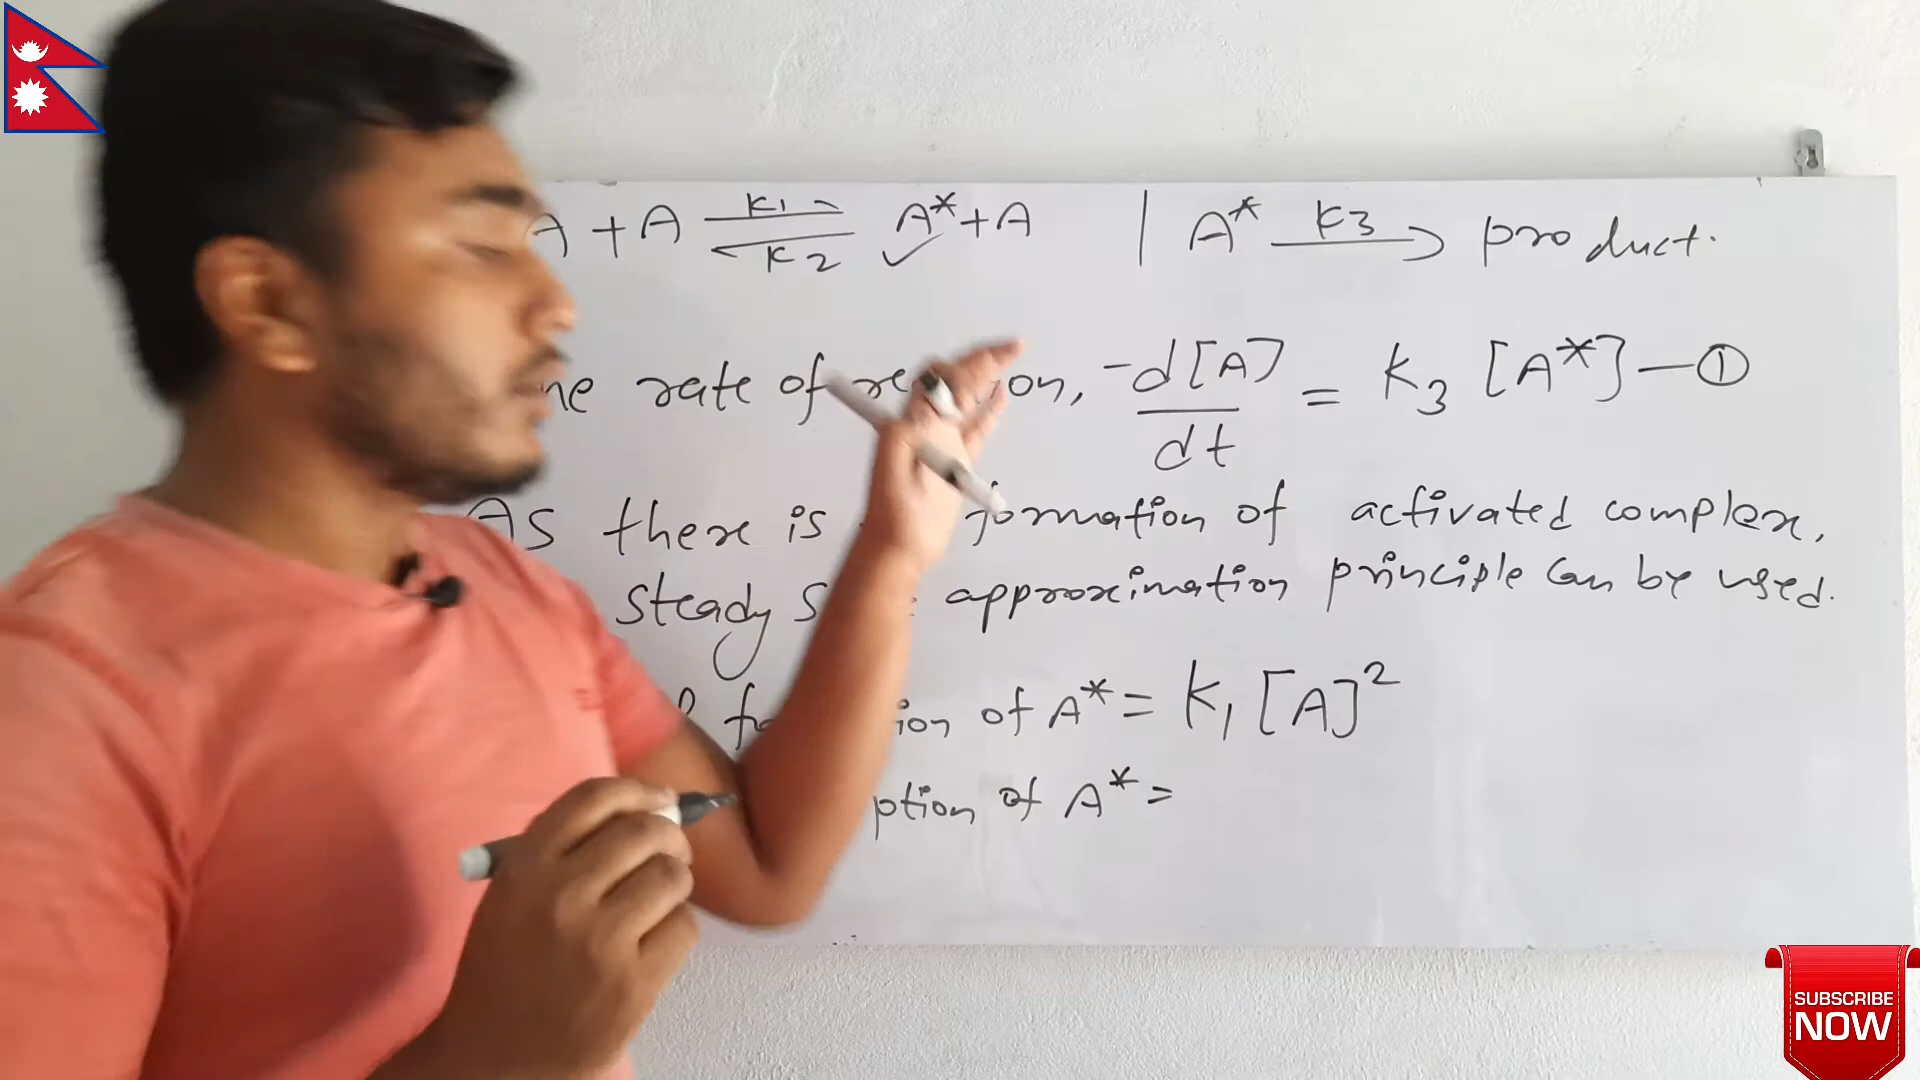 A + A ⇌ A* + A | A* → product.
K1 K3
K2
rate of on, -d[A]/dt = K3 [A*] — ①
As there is formation of activated complex,
steady approximation principle can be used.
of A* = K1 [A]²
of A* =
SUBSCRIBE
NOW